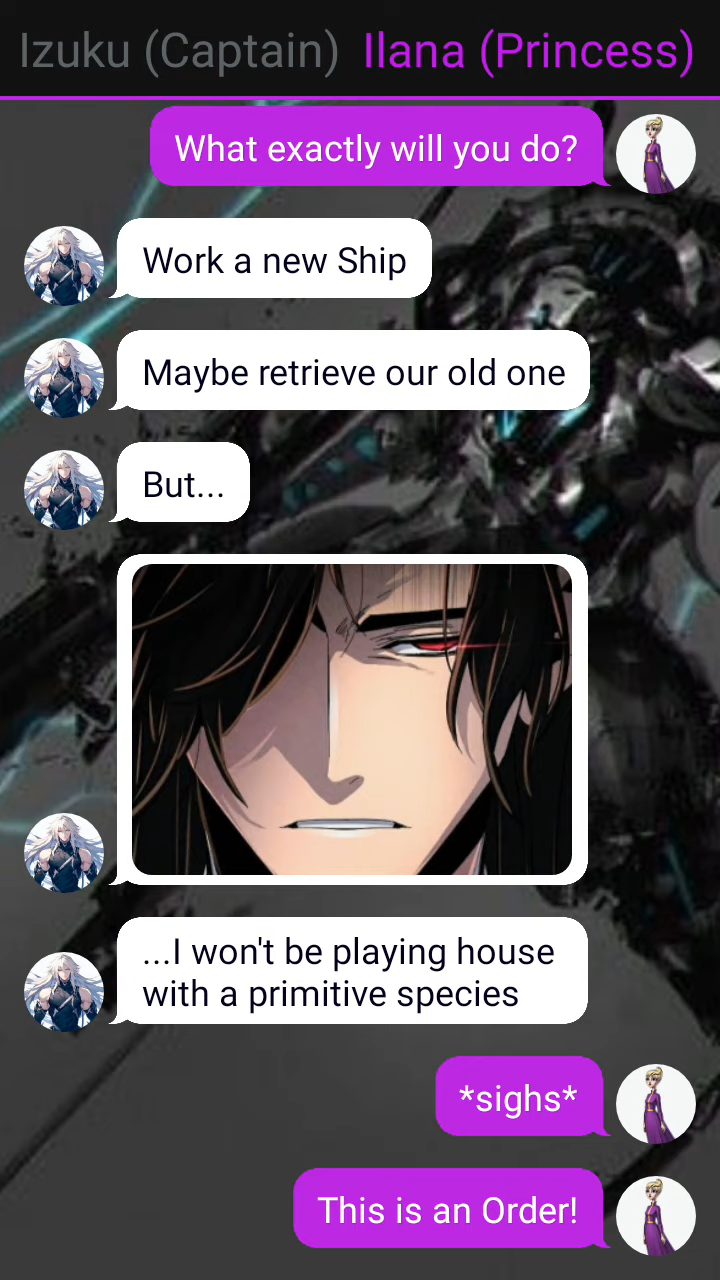 Izuku (Captain) Ilana (Princess)
What exactly will you do?
Work a new Ship
Maybe retrieve our old one
But...
...I won't be playing house
with a primitive species
*sighs*
This is an Order!